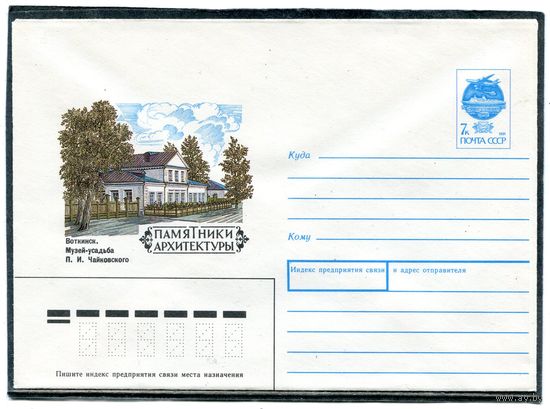 7к
ПОЧТА СССР
Куда
ПАМЯТНИКИ
АРХИТЕКТУРЫ
Воткинск.
Музей-усадьба
П. И. Чайковского
Кому
Индекс предприятия связи и адрес отправителя
Пишите индекс предприятия связи места назначения